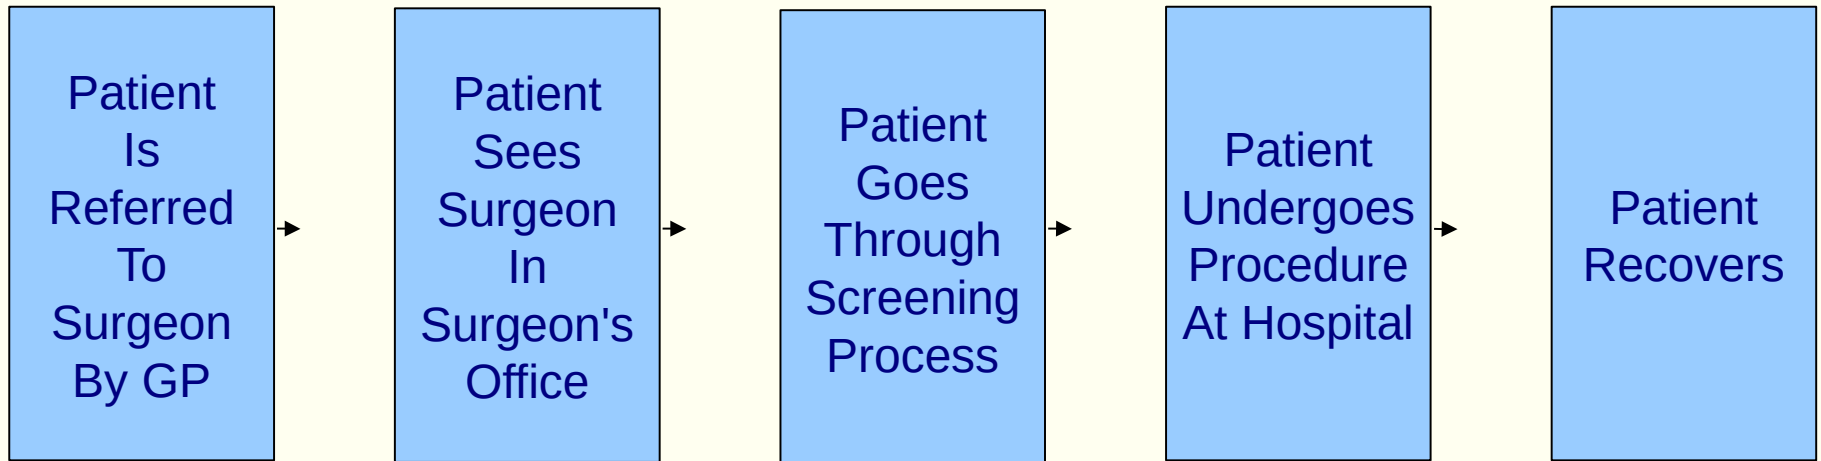 Patient
Is
Referred
To
Surgeon
By GP
Patient
Sees
Surgeon
In
Surgeon's
Office
Patient
Goes
Through
Screening
Process
Patient
Undergoes
Procedure
At Hospital
Patient
Recovers